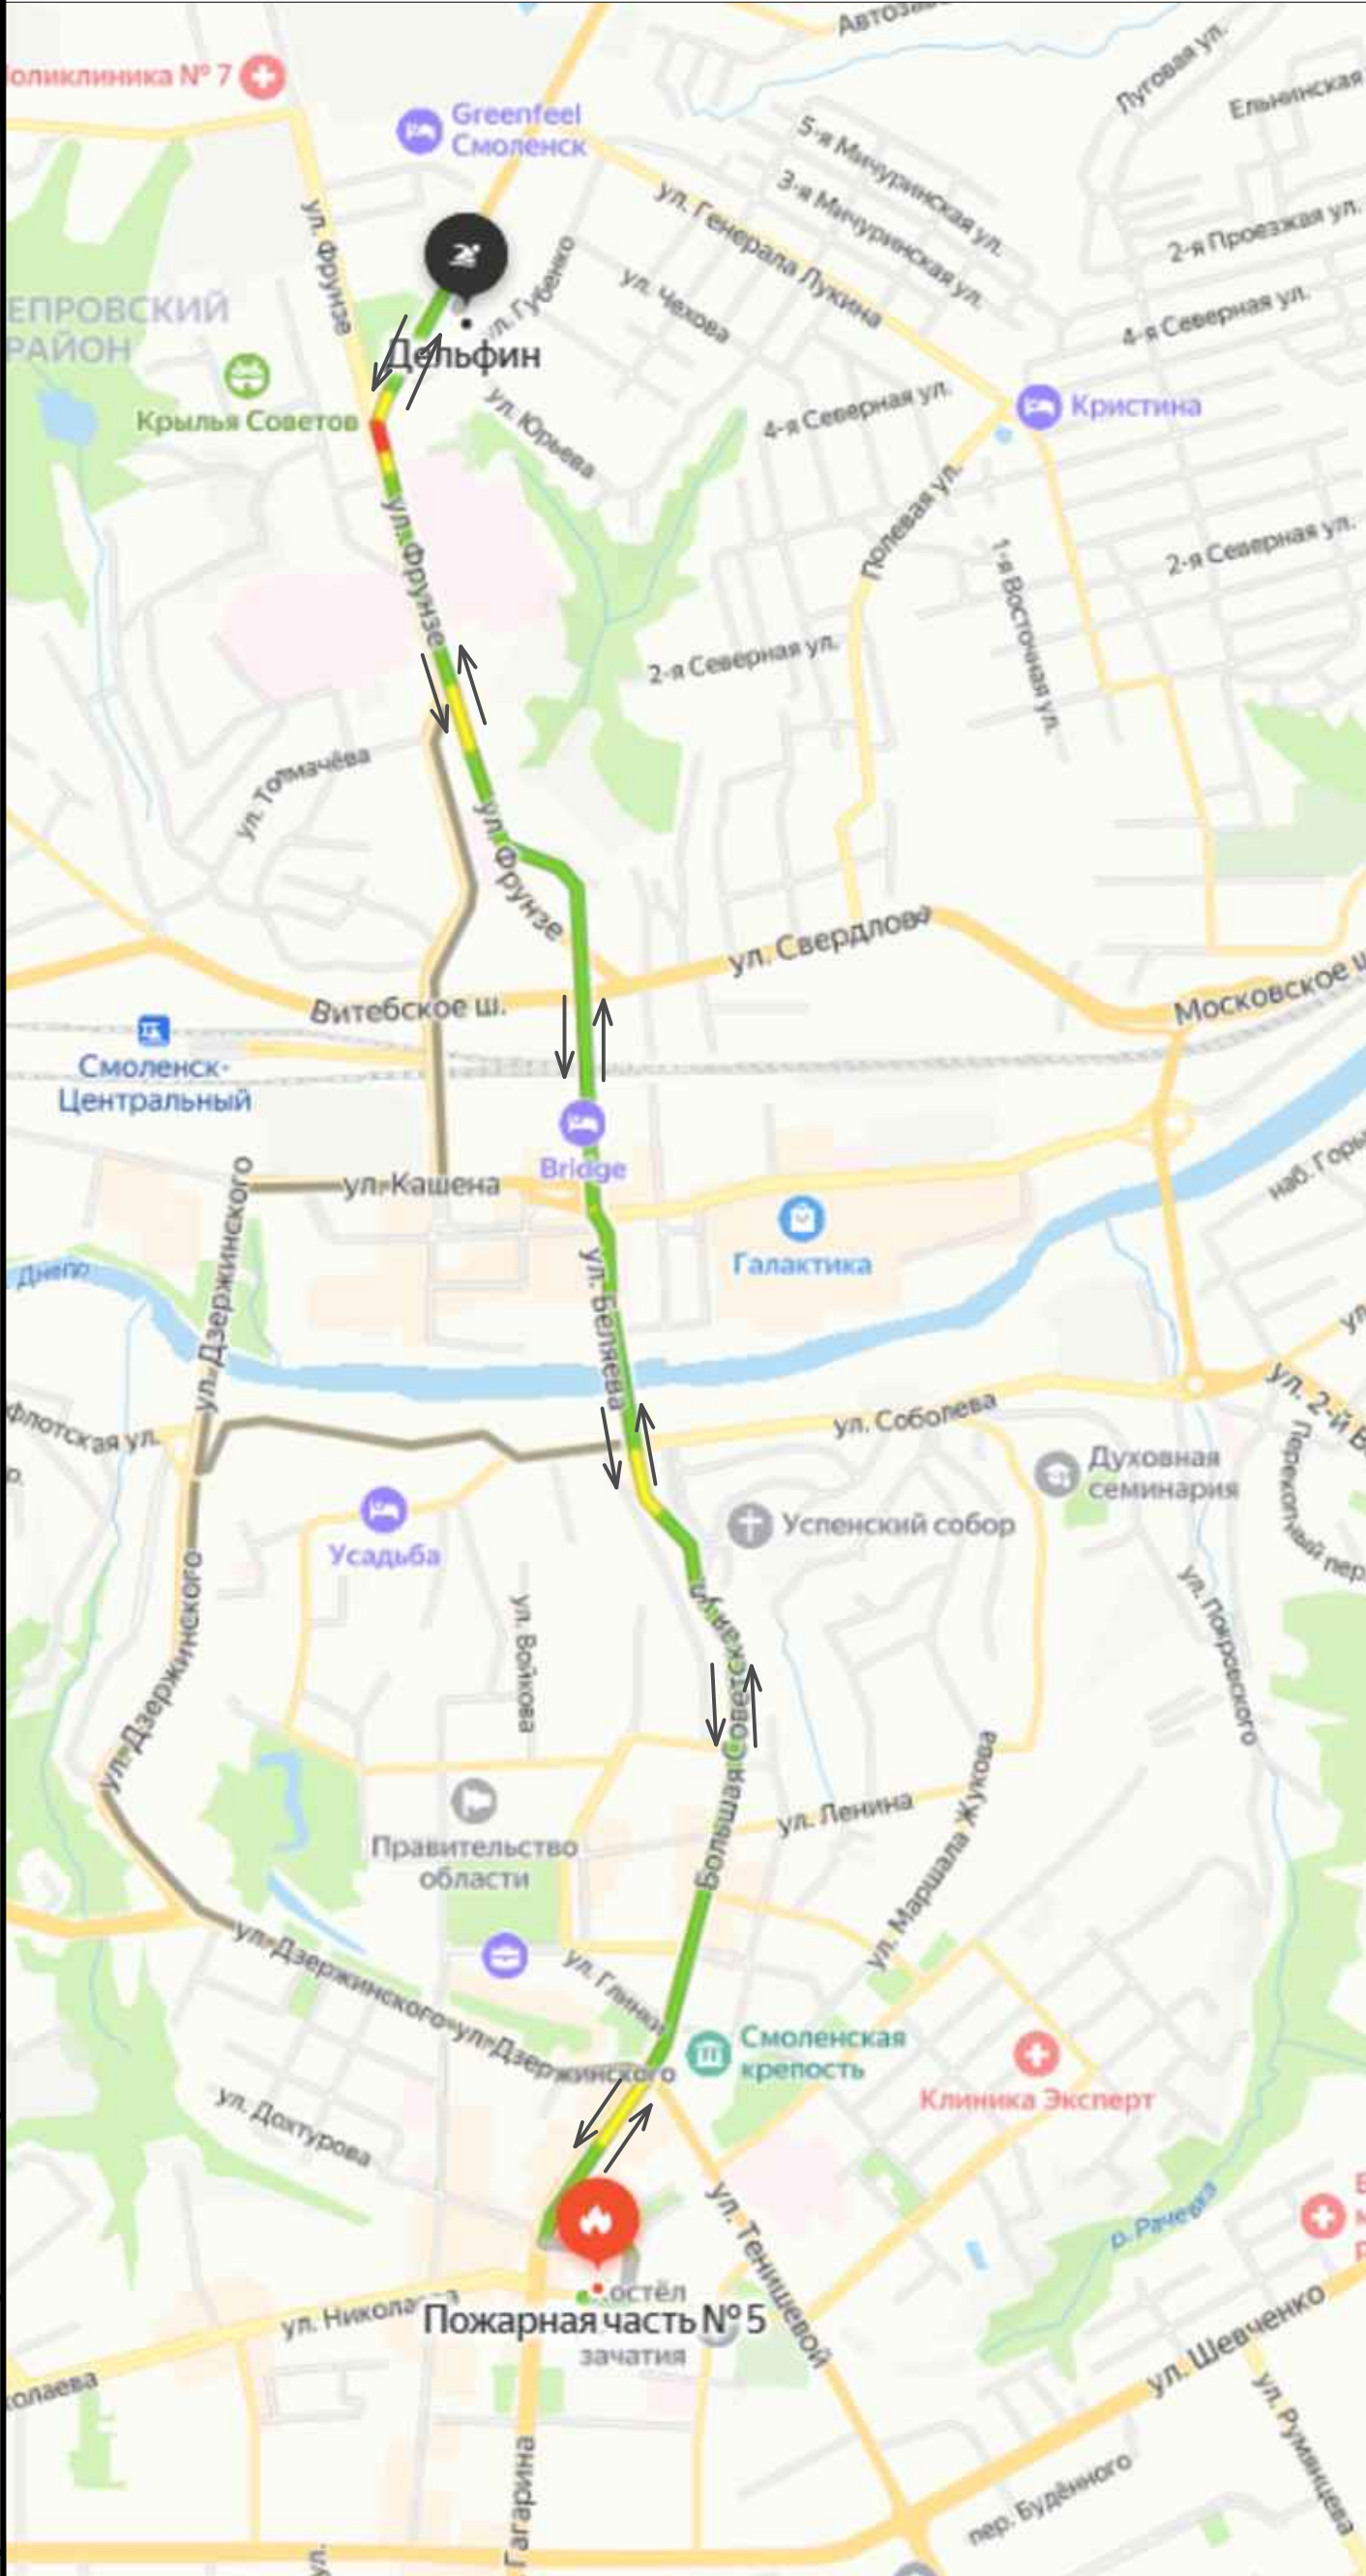 Автозав
оликлиника № 7
Greenfeel
Смоленск
Луговая ул.
Ельнинская
5-я Мичуринская ул.
3-я Мичуринская ул.
ул. Генерала Лукина
2-я Проезжая ул.
ул. Фрунзе
ул. Губенко
ул. Чехова
4-я Северная ул.
ЕПРОВСКИЙ
РАЙОН
Дельфин
Крылья Советов
ул. Юрьева
4-я Северная ул.
Кристина
Полевая ул.
ул. Фрунзе
1-я Восточная ул.
2-я Северная ул.
2-я Северная ул.
ул. Толмачёва
ул. Фрунзе
ул. Свердлова
Витебское ш.
Московское ш
Смоленск-
Центральный
Bridge
ул. Кашена
наб. Горь
Галактика
Днепр
ул. Дзержинского
ул. Беляева
ул
флотская ул.
р.
ул. Соболева
ул. 2-й В
Духовная
семинария
Перекопный пер.
Успенский собор
Усадьба
ул. Дзержинского
ул. Войкова
ул. Покровского
Большая Советская ул
ул. Ленина
ул. Маршала Жукова
Правительство
области
ул. Глинки
ул. Дзержинского
ул. Дзержинского
Смоленская
крепость
Клиника Эксперт
ул. Дохтурова
ул. Тенишевой
р. Рачевка
В
м
р
остёл
ул. Николаева
Пожарная часть № 5
зачатия
ул. Шевченко
колаева
ул. Румянцева
Гагарина
пер. Будённого
ул.